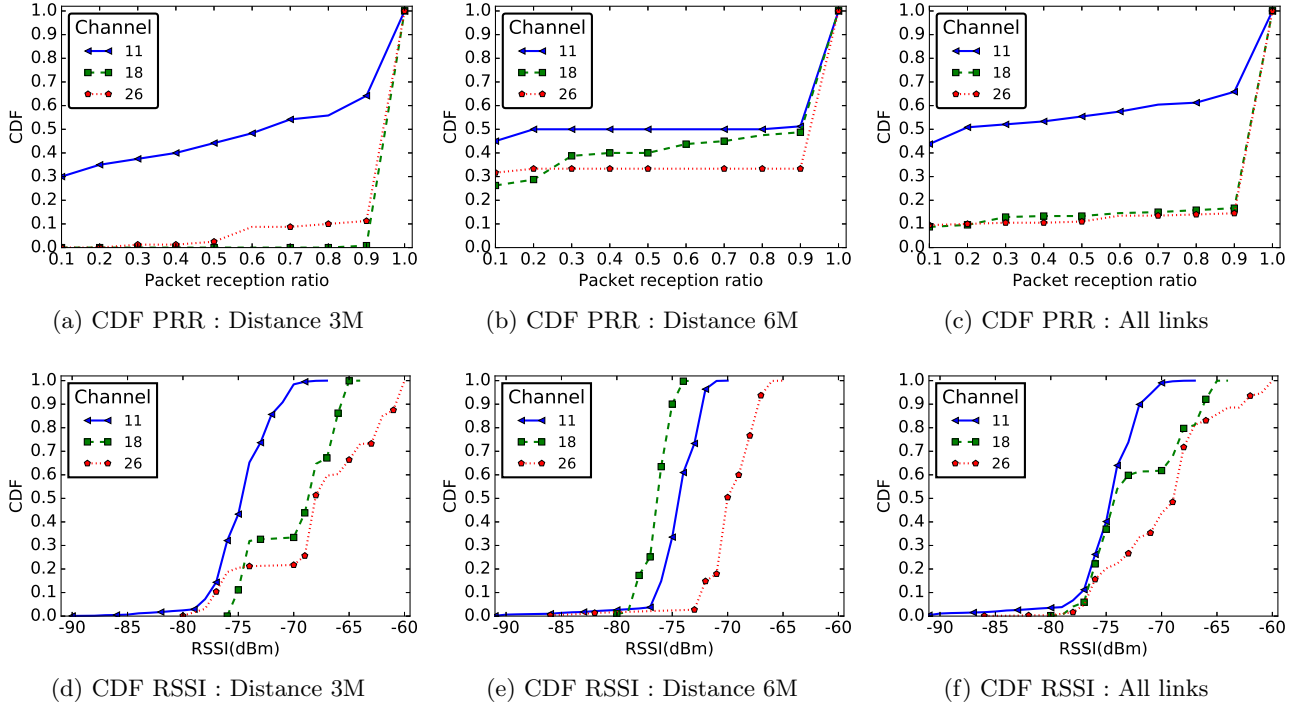 Channel
11
18
26
1.0
0.9
0.8
0.7
0.6
0.5
0.4
0.3
0.2
0.1
0.0
CDF
0.1 0.2 0.3 0.4 0.5 0.6 0.7 0.8 0.9 1.0
Packet reception ratio
(a) CDF PRR : Distance 3M
Channel
11
18
26
1.0
0.9
0.8
0.7
0.6
0.5
0.4
0.3
0.2
0.1
0.0
CDF
0.1 0.2 0.3 0.4 0.5 0.6 0.7 0.8 0.9 1.0
Packet reception ratio
(b) CDF PRR : Distance 6M
Channel
11
18
26
1.0
0.9
0.8
0.7
0.6
0.5
0.4
0.3
0.2
0.1
0.0
CDF
0.1 0.2 0.3 0.4 0.5 0.6 0.7 0.8 0.9 1.0
Packet reception ratio
(c) CDF PRR : All links
Channel
11
18
26
1.0
0.9
0.8
0.7
0.6
0.5
0.4
0.3
0.2
0.1
0.0
CDF
-90 -85 -80 -75 -70 -65 -60
RSSI(dBm)
(d) CDF RSSI : Distance 3M
Channel
11
18
26
1.0
0.9
0.8
0.7
0.6
0.5
0.4
0.3
0.2
0.1
0.0
CDF
-90 -85 -80 -75 -70 -65 -60
RSSI(dBm)
(e) CDF RSSI : Distance 6M
Channel
11
18
26
1.0
0.9
0.8
0.7
0.6
0.5
0.4
0.3
0.2
0.1
0.0
CDF
-90 -85 -80 -75 -70 -65 -60
RSSI(dBm)
(f) CDF RSSI : All links